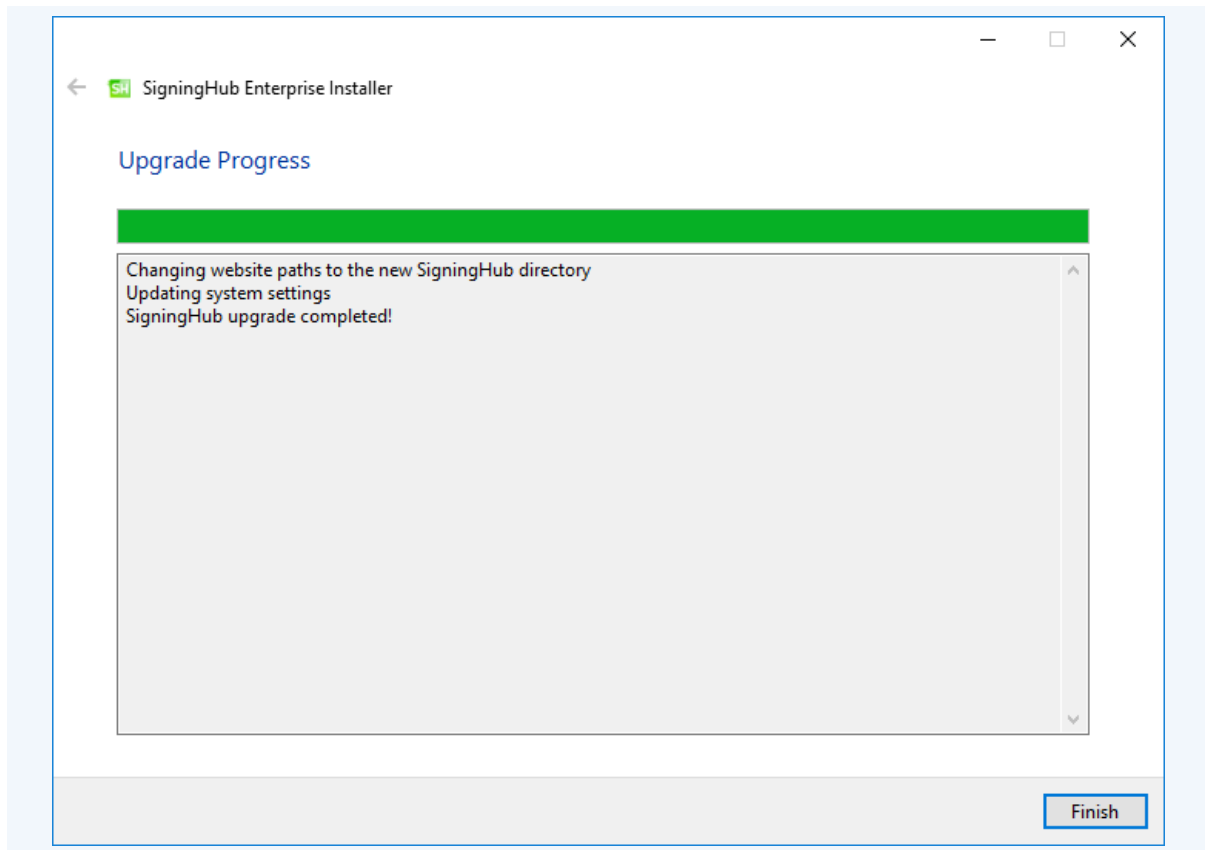 SH SigningHub Enterprise Installer
Upgrade Progress
Changing website paths to the new SigningHub directory
Updating system settings
SigningHub upgrade completed!
Finish